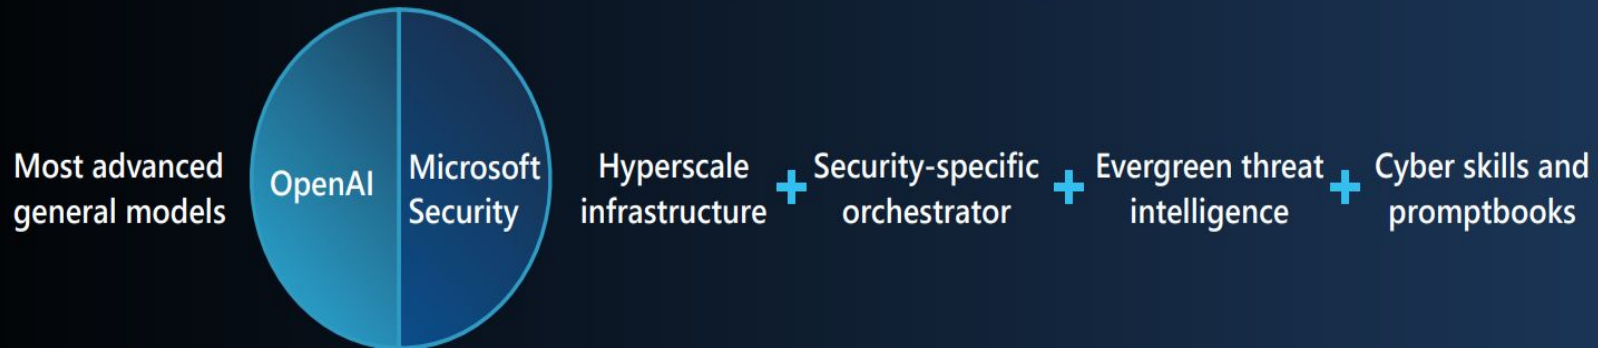 Most advanced
general models
OpenAI
Microsoft
Security
Hyperscale
infrastructure
+
Security-specific
orchestrator
+
Evergreen threat
intelligence
+
Cyber skills and
promptbooks